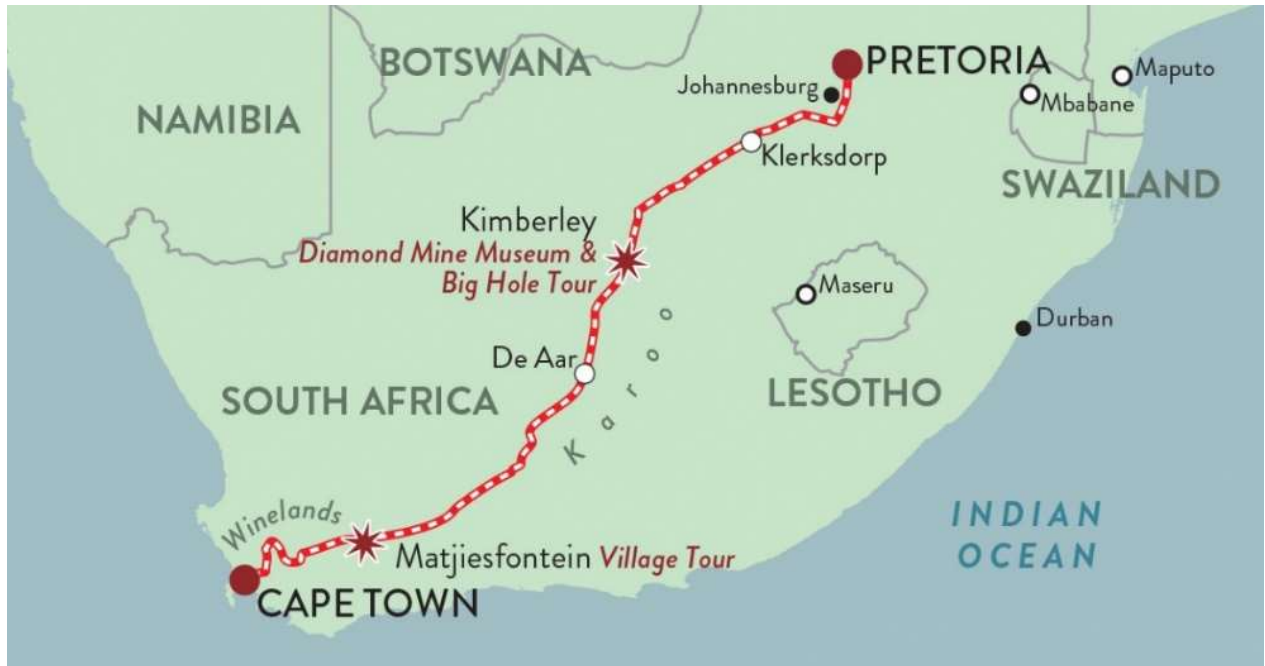 BOTSWANA
PRETORIA
Johannesburg
Maputo
Mbabane
NAMIBIA
Klerksdorp
SWAZILAND
Kimberley
Diamond Mine Museum &
Big Hole Tour
Maseru
Durban
De Aar
Karoo
SOUTH AFRICA
LESOTHO
Winelands
INDIAN
OCEAN
Matjiesfontein Village Tour
CAPE TOWN